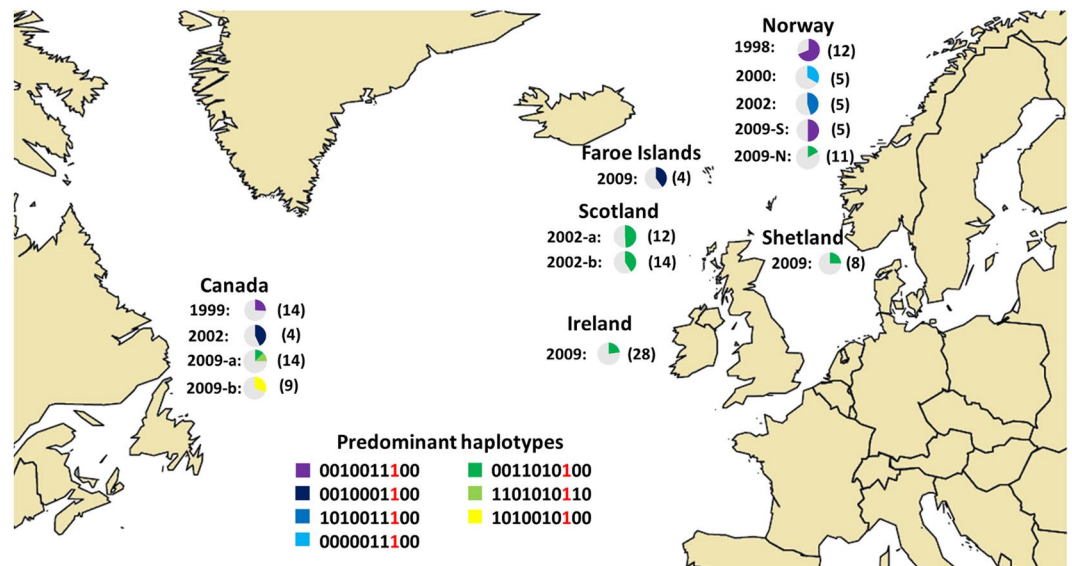 Norway
1998: (12)
2000: (5)
2002: (5)
2009-S: (5)
2009-N: (11)
Faroe Islands
2009: (4)
Scotland
2002-a: (12)
2002-b: (14)
Shetland
2009: (8)
Canada
1999: (14)
2002: (4)
2009-a: (14)
2009-b: (9)
Ireland
2009: (28)
Predominant haplotypes
0010011100
0010001100
1010011100
0000011100
0011010100
1101010110
1010010100